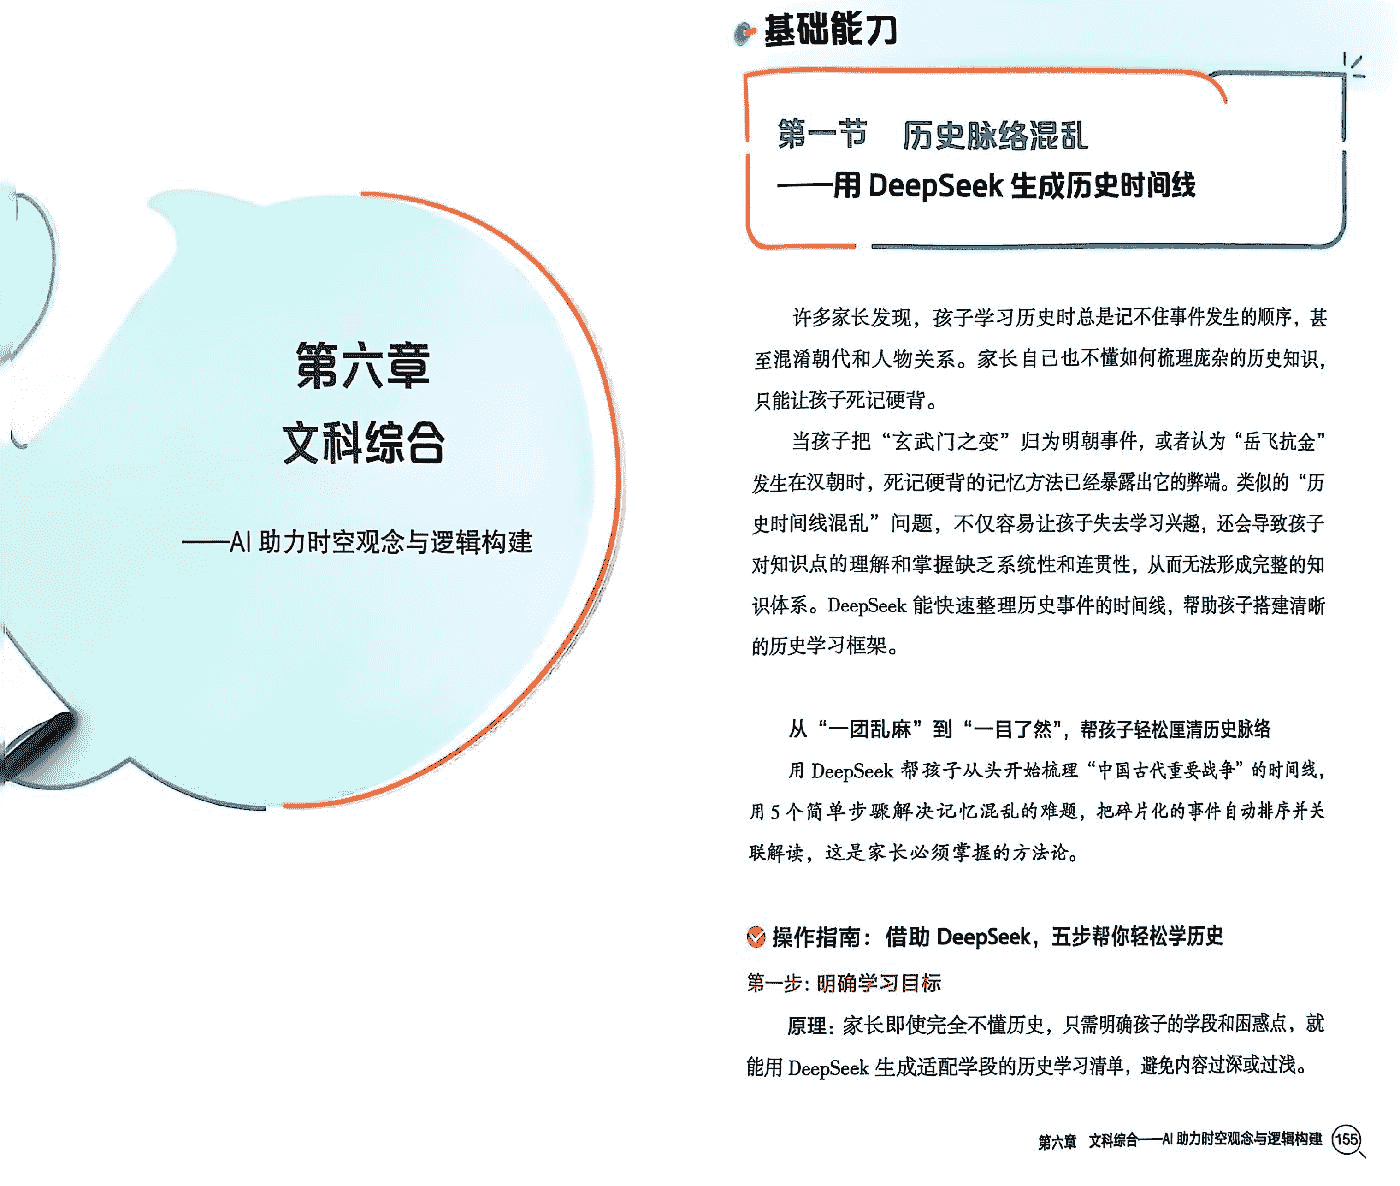 第六章
文科综合
——AI 助力时空观念与逻辑构建
基础能刀
第一节 历史脉络混乱
——用 DeepSeek 生成历史时间线
许多家长发现，孩子学习历史时总是记不住事件发生的顺序，甚
至混淆朝代和人物关系。家长自己也不懂如何梳理庞杂的历史知识，
只能让孩子死记硬背。
当孩子把“玄武门之变”归为明朝事件，或者认为“岳飞抗金”
发生在汉朝时，死记硬背的记忆方法已经暴露出它的弊端。类似的“历
史时间线混乱”问题，不仅容易让孩子失去学习兴趣，还会导致孩子
对知识点的理解和掌握缺乏系统性和连贯性，从而无法形成完整的知
识体系。DeepSeek 能快速整理历史事件的时间线，帮助孩子搭建清晰
的历史学习框架。
从“一团乱麻”到“一目了然”，帮孩子轻松厘清历史脉络
用 DeepSeek 帮孩子从头开始梳理“中国古代重要战争”的时间线，
用 5 个简单步骤解决记忆混乱的难题，把碎片化的事件自动排序并关
联解读，这是家长必须掌握的方法论。
操作指南：借助 DeepSeek，五步帮你轻松学历史
第一步：明确学习目标
原理：家长即使完全不懂历史，只需明确孩子的学段和困惑点，就
能用 DeepSeek 生成适配学段的历史学习清单，避免内容过深或过浅。
第六章 文科综合——AI 助力时空观念与逻辑构建 155